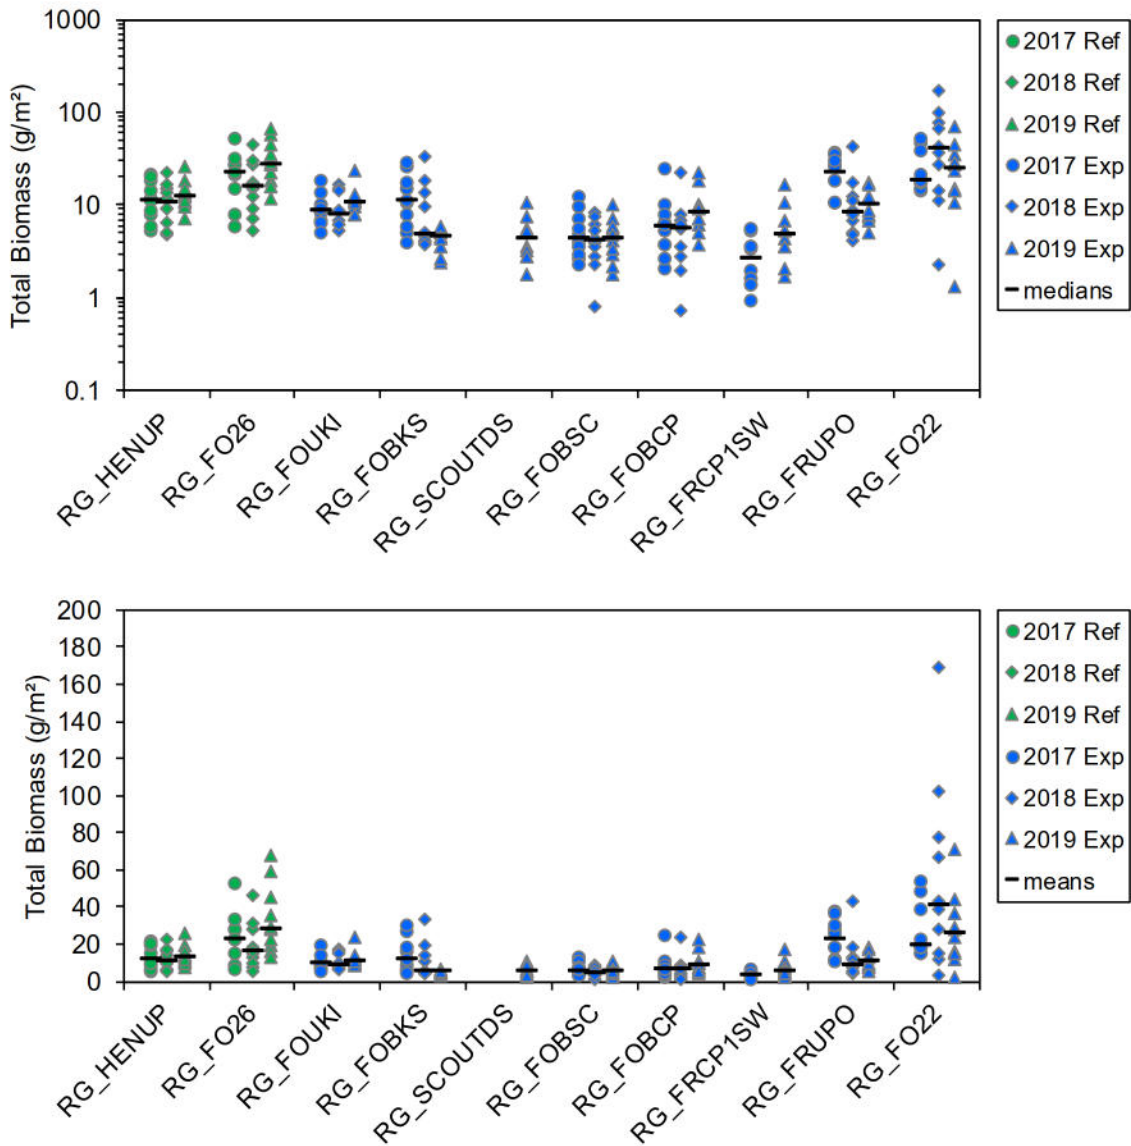 1000
100
10
1
0.1
Total Biomass (g/m²)
RG_HENUP
RG_FO26
RG_FOUKI
RG_FOBKS
RG_SCOUTDS
RG_FOBSC
RG_FOBCP
RG_FRCP1SW
RG_FRUPO
RG_FO22
2017 Ref
2018 Ref
2019 Ref
2017 Exp
2018 Exp
2019 Exp
medians
200
180
160
140
120
100
80
60
40
20
0
Total Biomass (g/m²)
RG_HENUP
RG_FO26
RG_FOUKI
RG_FOBKS
RG_SCOUTDS
RG_FOBSC
RG_FOBCP
RG_FRCP1SW
RG_FRUPO
RG_FO22
2017 Ref
2018 Ref
2019 Ref
2017 Exp
2018 Exp
2019 Exp
means